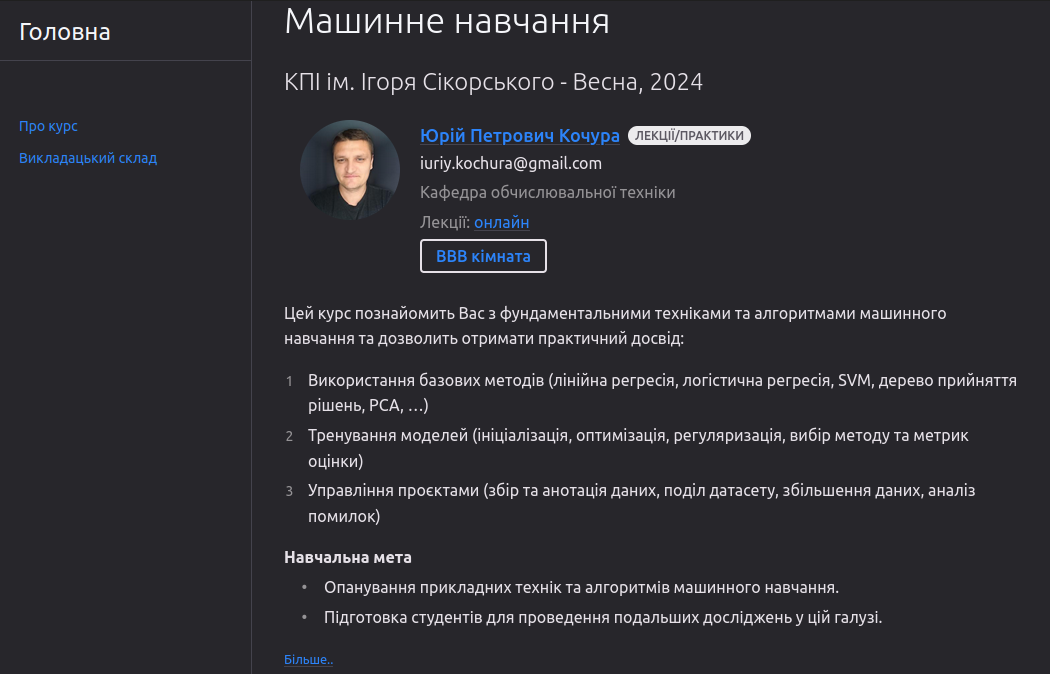 Головна
Про курс
Викладацький склад
Машинне навчання
КПІ ім. Ігоря Сікорського - Весна, 2024
Юрій Петрович Кочура ЛЕКЦІЇ/ПРАКТИКИ
iuriy.kochura@gmail.com
Кафедра обчислювальної техніки
Лекції: онлайн
BBB кімната
Цей курс познайомить Вас з фундаментальними техніками та алгоритмами машинного
навчання та дозволить отримати практичний досвід:
1 Використання базових методів (лінійна регресія, логістична регресія, SVM, дерево прийняття
рішень, PCA, …)
2 Тренування моделей (ініціалізація, оптимізація, регуляризація, вибір методу та метрик
оцінки)
3 Управління проєктами (збір та анотація даних, поділ датасету, збільшення даних, аналіз
помилок)
Навчальна мета
• Опанування прикладних технік та алгоритмів машинного навчання.
• Підготовка студентів для проведення подальших досліджень у цій галузі.
Більше..